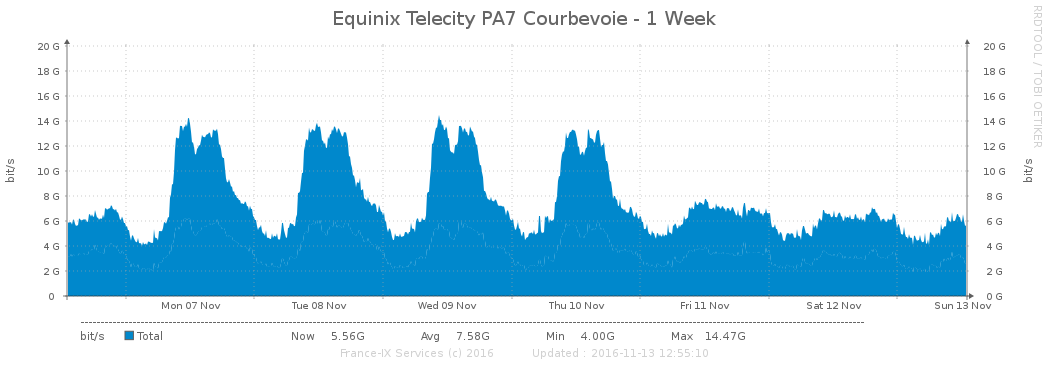 Equinix Telecity PA7 Courbevoie - 1 Week
RRDTOOL / TOBI OETIKER
20 G 20 G
18 G 18 G
16 G 16 G
14 G 14 G
12 G 12 G
10 G 10 G
8 G 8 G
6 G 6 G
4 G 4 G
2 G 2 G
0 0 G
bit/s
bit/s
Mon 07 Nov Tue 08 Nov Wed 09 Nov Thu 10 Nov Fri 11 Nov Sat 12 Nov Sun 13 Nov
bit/s Total Now 5.56G Avg 7.58G Min 4.00G Max 14.47G
France-IX Services (c) 2016 Updated : 2016-11-13 12:55:10